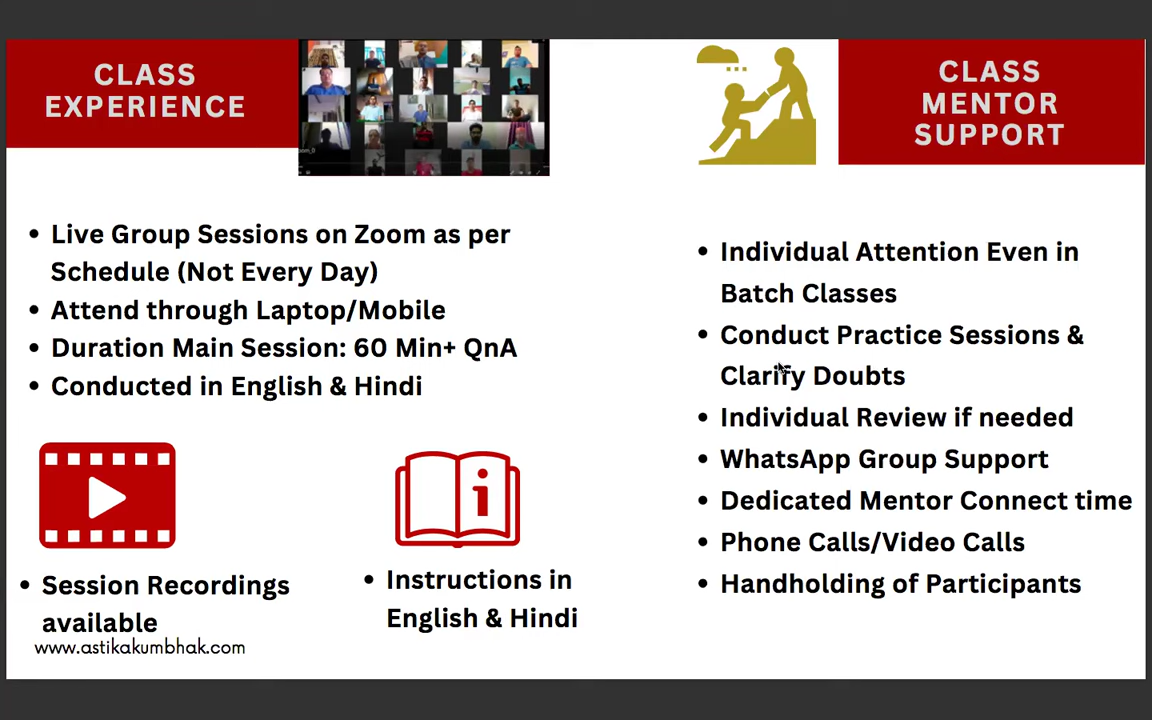 CLASS
EXPERIENCE
Live Group Sessions on Zoom as per
Schedule (Not Every Day)
Attend through Laptop/Mobile
Duration Main Session: 60 Min+ QnA
Conducted in English & Hindi
Session Recordings
available
Instructions in
English & Hindi
www.astikakumbhak.com
CLASS
MENTOR
SUPPORT
Individual Attention Even in
Batch Classes
Conduct Practice Sessions &
Clarify Doubts
Individual Review if needed
WhatsApp Group Support
Dedicated Mentor Connect time
Phone Calls/Video Calls
Handholding of Participants